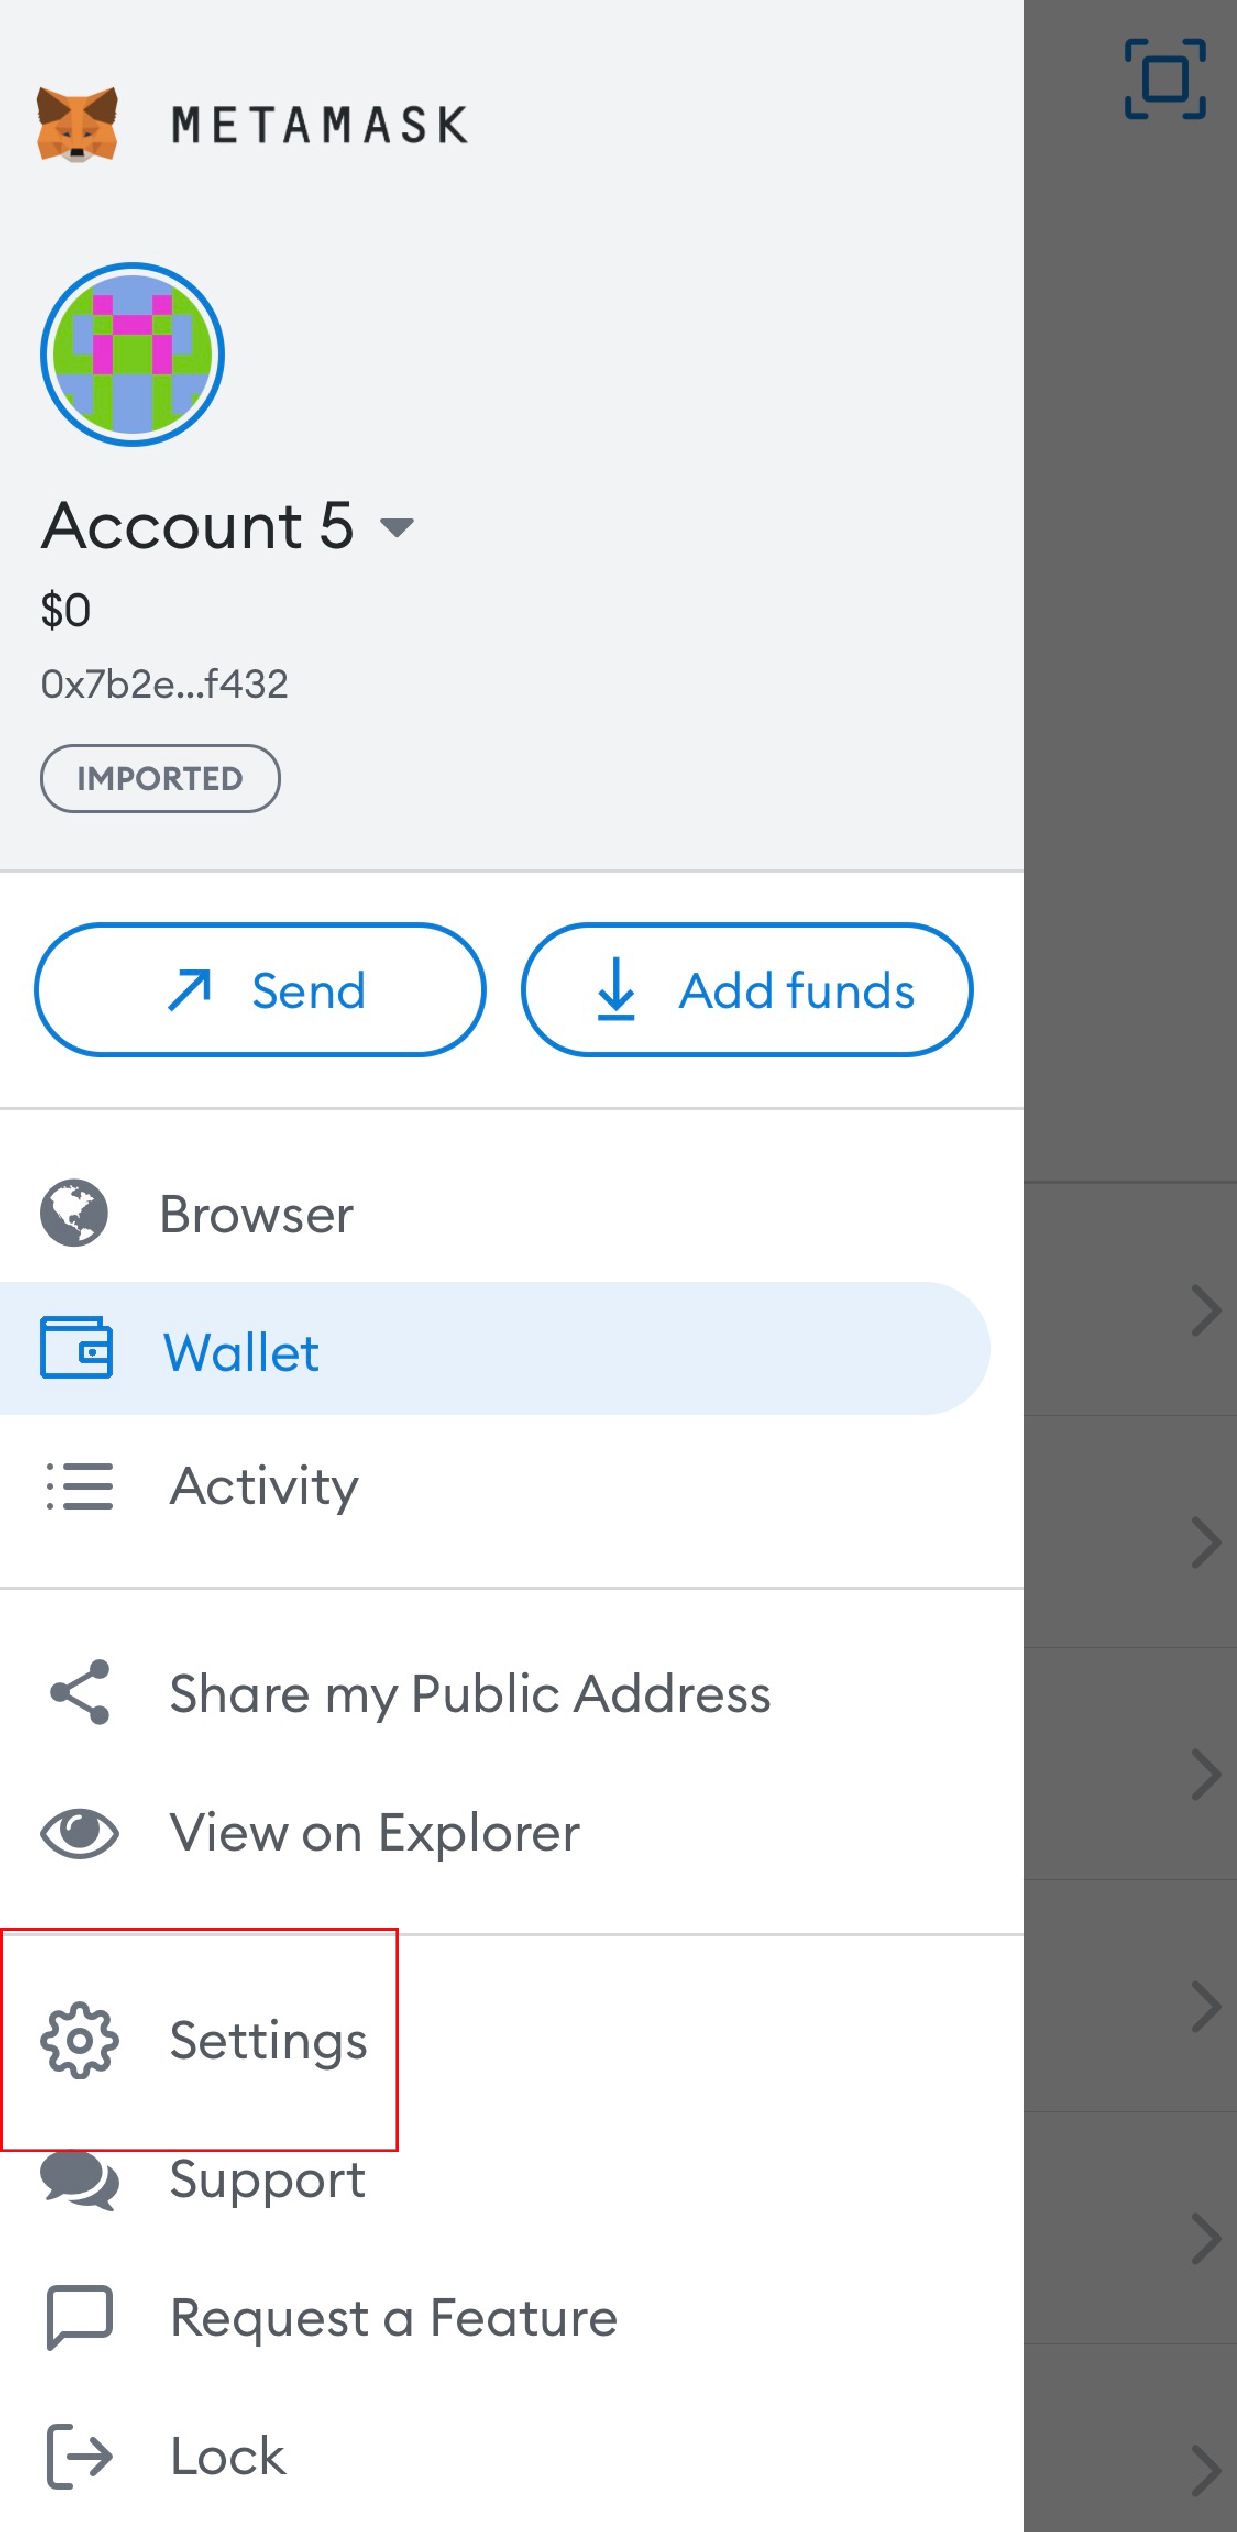 METAMASK
Account 5
$0
0x7b2e...f432
IMPORTED
Send
Add funds
Browser
Wallet
Activity
Share my Public Address
View on Explorer
Settings
Support
Request a Feature
Lock